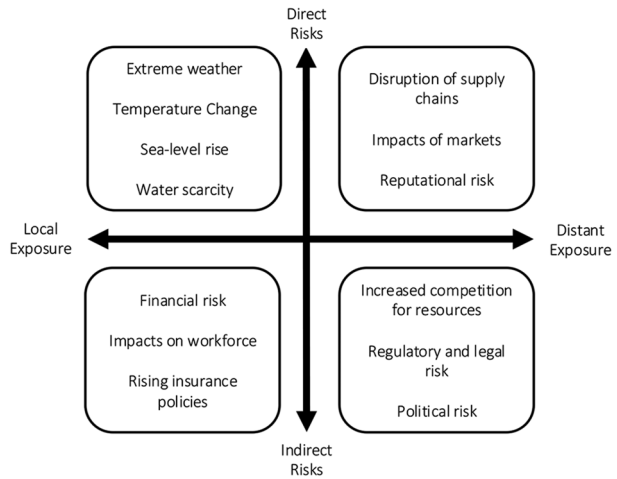 Direct
Risks
Extreme weather
Temperature Change
Sea-level rise
Water scarcity
Disruption of supply
chains
Impacts of markets
Reputational risk
Local
Exposure
Distant
Exposure
Financial risk
Impacts on workforce
Rising insurance
policies
Increased competition
for resources
Regulatory and legal
risk
Political risk
Indirect
Risks